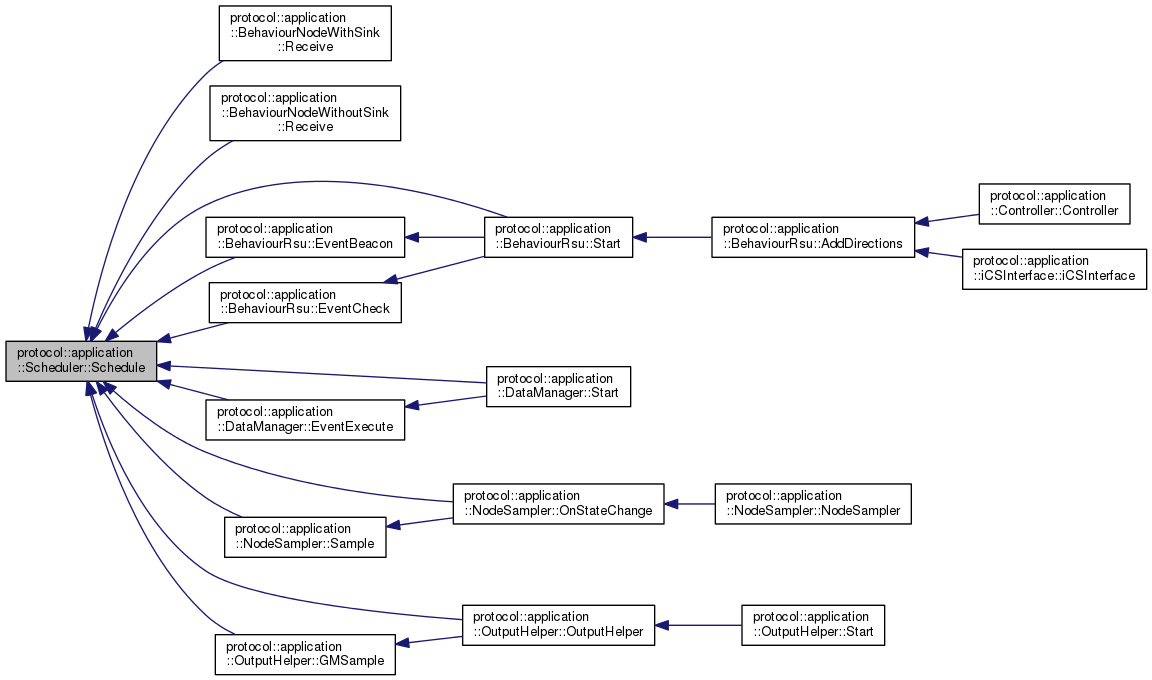 protocol::application
::BehaviourNodeWithSink
::Receive
protocol::application
::BehaviourNodeWithoutSink
::Receive
protocol::application
::Controller::Controller
protocol::application
::BehaviourRsu::EventBeacon
protocol::application
::BehaviourRsu::Start
protocol::application
::BehaviourRsu::AddDirections
protocol::application
::iCSInterface::iCSInterface
protocol::application
::BehaviourRsu::EventCheck
protocol::application
::Scheduler::Schedule
protocol::application
::DataManager::Start
protocol::application
::DataManager::EventExecute
protocol::application
::NodeSampler::OnStateChange
protocol::application
::NodeSampler::NodeSampler
protocol::application
::NodeSampler::Sample
protocol::application
::OutputHelper::OutputHelper
protocol::application
::OutputHelper::Start
protocol::application
::OutputHelper::GMSample